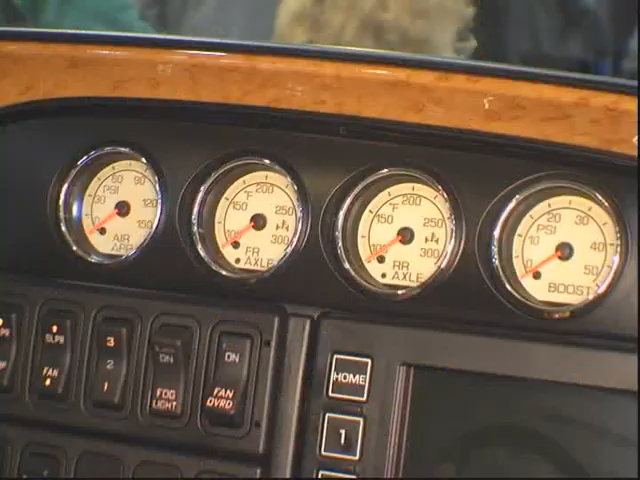 60 90
PSI
30 120
0 150
AIR
APP
°F 200
150 250
100 300
FR
AXLE
°F 200
150 250
100 300
RR
AXLE
20 30
PSI
10 40
0 50
BOOST
SLPR
FAN
3
2
1
ON
FOG
LIGHT
ON
FAN
OVRD
HOME
1